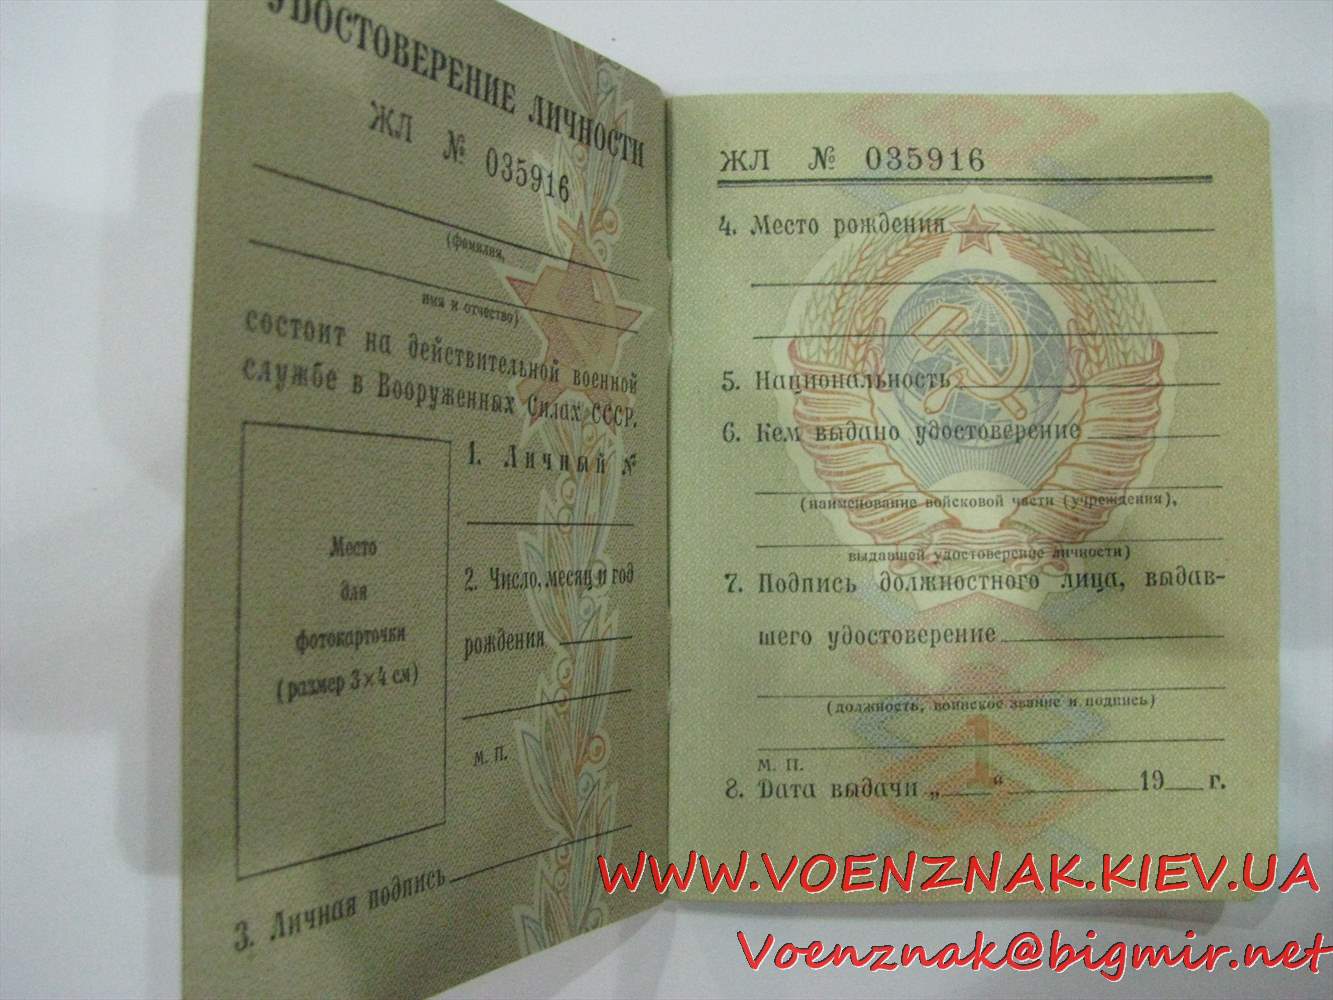 УДОСТОВЕРЕНИЕ ЛИЧНОСТИ
ЖЛ № 035916
(фамилия,
имя и отчество)
состоит на действительной военной
службе в Вооруженных Силах СССР.
Место
для
фотокарточки
(размер 3×4 см)
1. Личный №
2. Число, месяц и год
рождения
М. П.
3. Личная подпись
ЖЛ № 035916
4. Место рождения
5. Национальность
6. Кем выдано удостоверение
(наименование войсковой части (учреждения),
выдавшей удостоверение личности)
7. Подпись должностного лица, выдав-
шего удостоверение
(должность, воинское звание и подпись)
М. П.
8. Дата выдачи „ “ 19 г.
1
WWW.VOENZNAK.KIEV.UA
Voenznak@bigmir.net